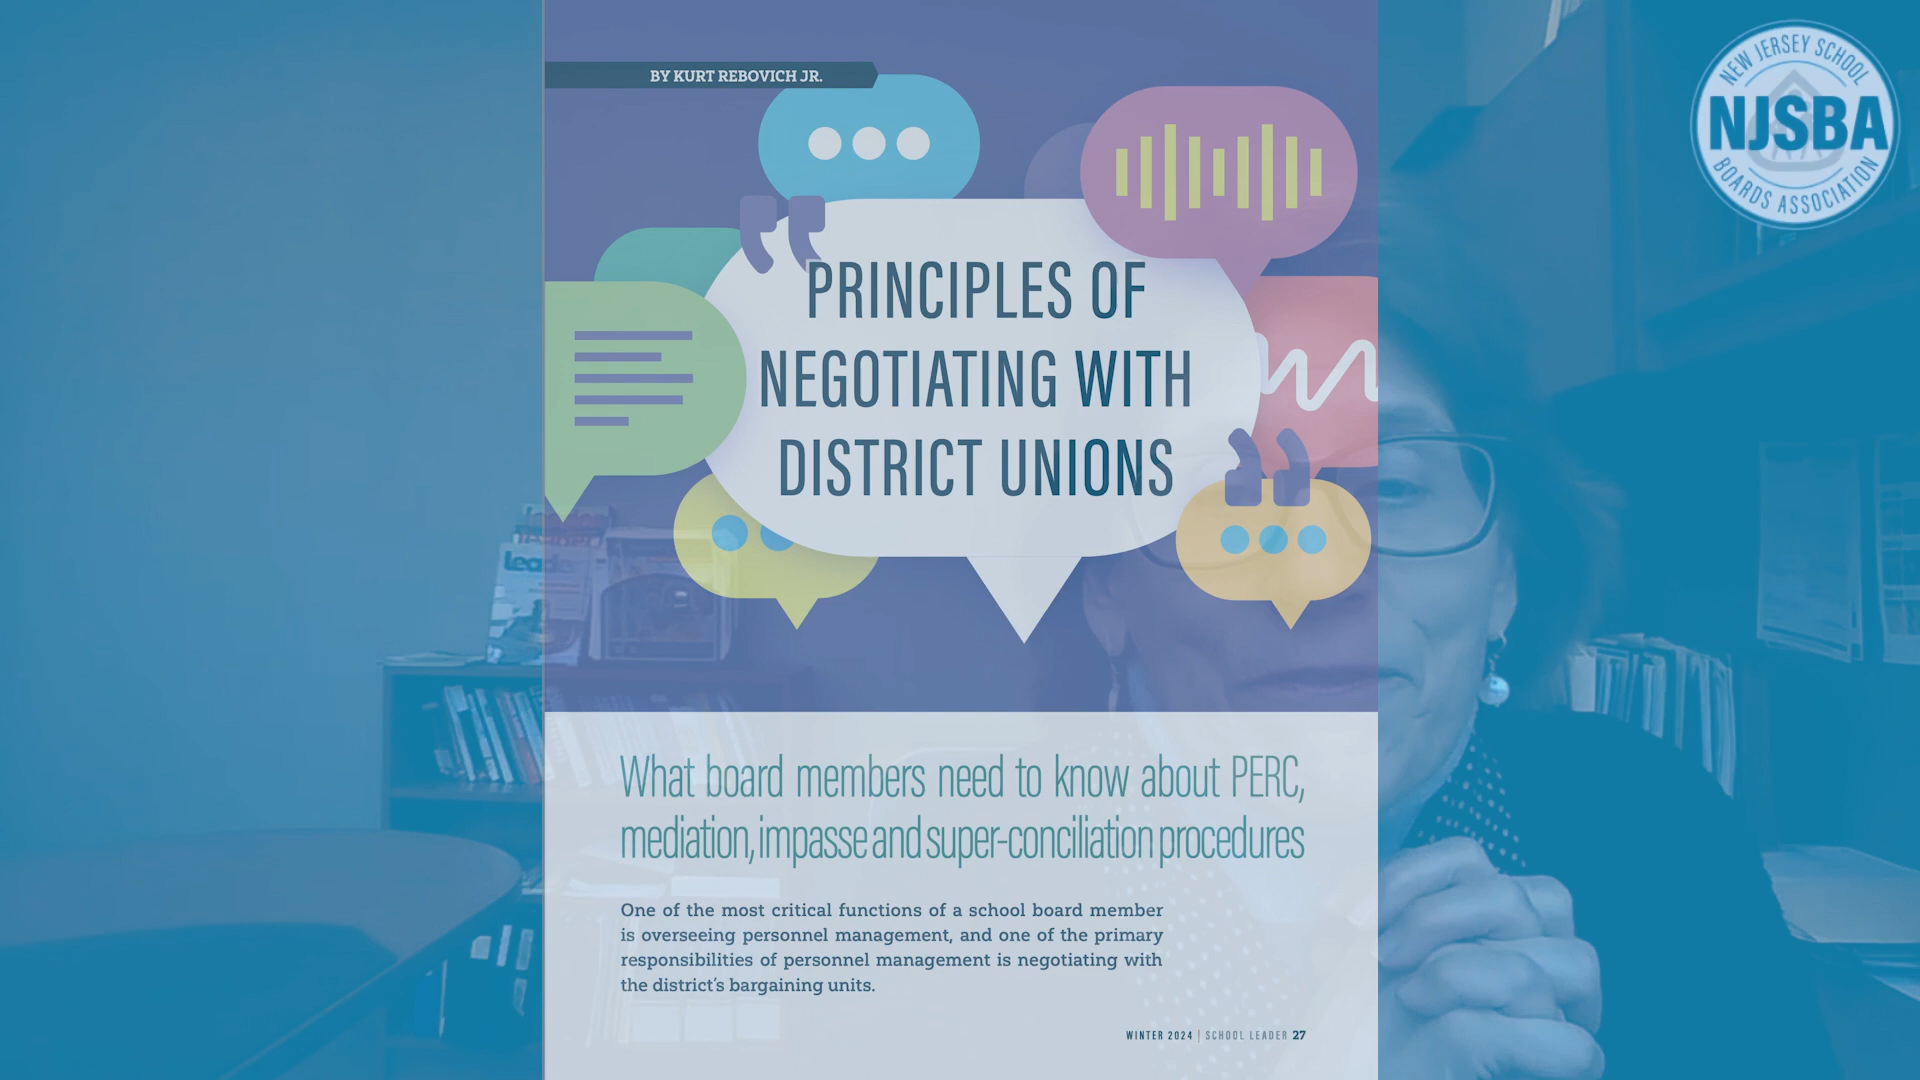 BY KURT REBOVICH JR.
NEW JERSEY SCHOOL
NJSBA
BOARDS ASSOCIATION
PRINCIPLES OF
NEGOTIATING WITH
DISTRICT UNIONS
leade
What board members need to know about PERC,
mediation, impasse and super-conciliation procedures
One of the most critical functions of a school board member
is overseeing personnel management, and one of the primary
responsibilities of personnel management is negotiating with
the district's bargaining units.
WINTER 2024 | SCHOOL LEADER 27